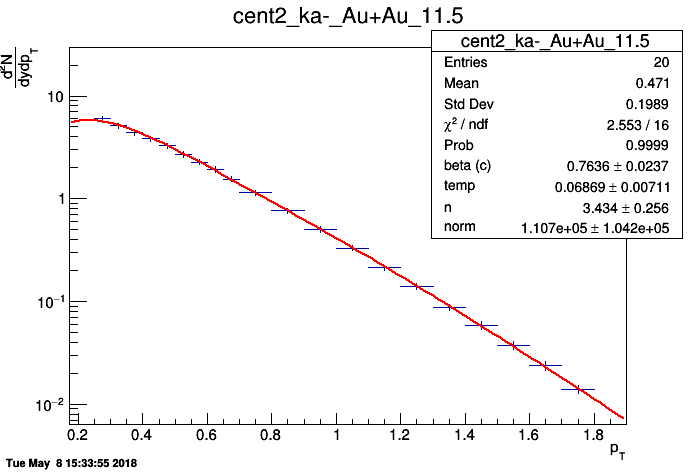 cent2_ka-_Au+Au_11.5
d²N
dydp_T
cent2_ka-_Au+Au_11.5
Entries 20
Mean 0.471
Std Dev 0.1989
χ² / ndf 2.553 / 16
Prob 0.9999
beta (c) 0.7636 ± 0.0237
temp 0.06869 ± 0.00711
n 3.434 ± 0.256
norm 1.107e+05 ± 1.042e+05
10
1
10⁻¹
10⁻²
0.2 0.4 0.6 0.8 1 1.2 1.4 1.6 1.8
p_T
Tue May 8 15:33:55 2018